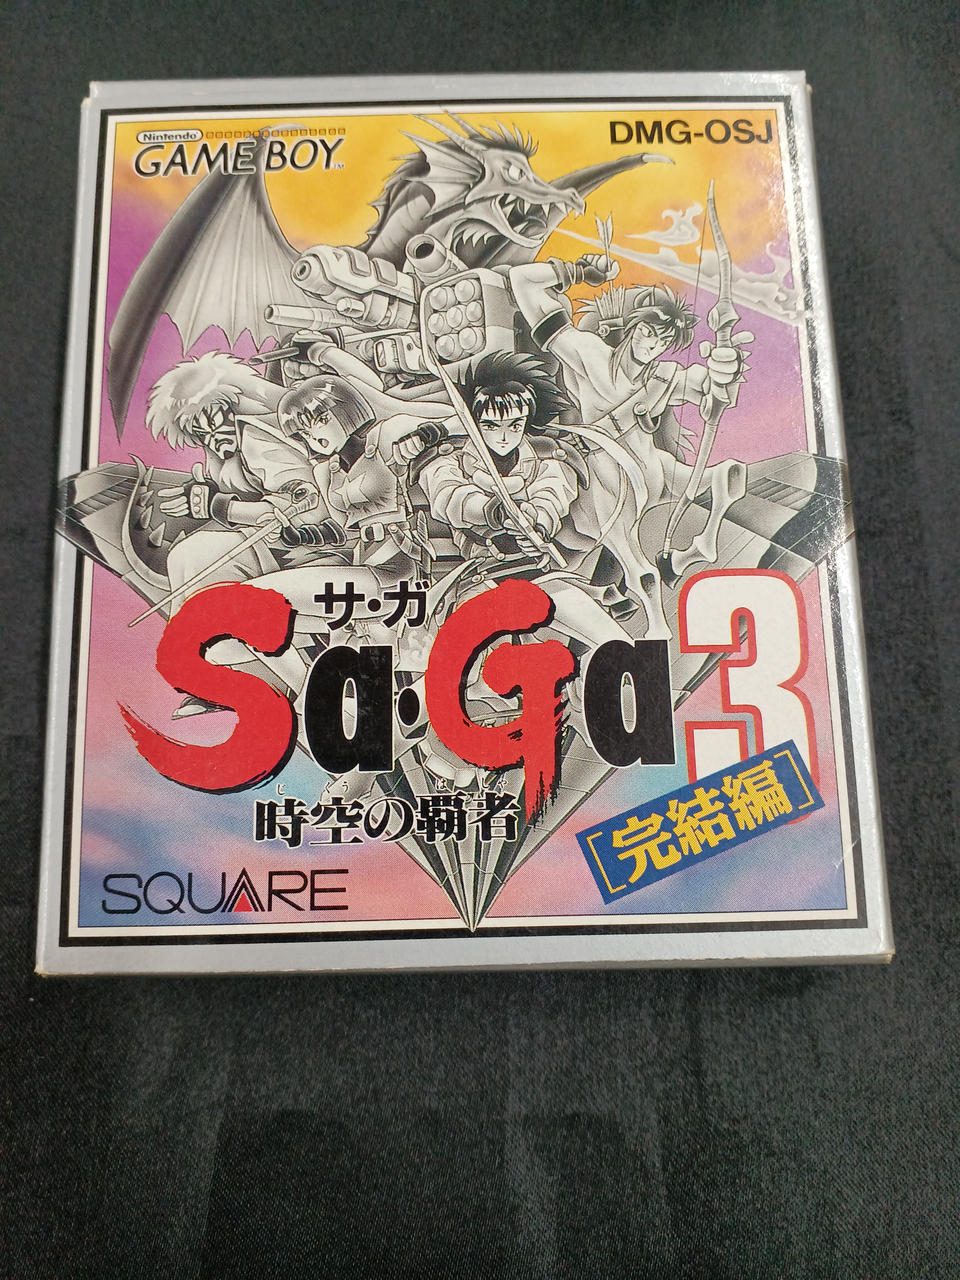 Nintendo
GAME BOY™
DMG-OSJ
サ・ガ
Sa・Ga3
じ くう は しゃ
時空の覇者
[完結編]
SQUARE